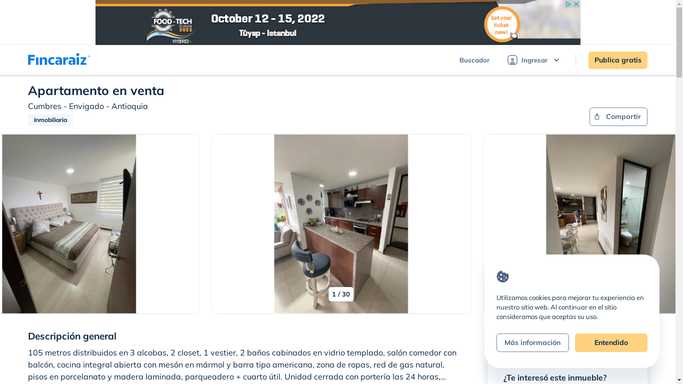 FOOD-TECH
October 12 - 15, 2022
Tüyap - Istanbul
Get your ticket now!
Fincaraiz
Buscador
Ingresar
Publica gratis
Apartamento en venta
Cumbres - Envigado - Antioquia
Inmobiliaria
Compartir
1 / 30
Utilizamos cookies para mejorar tu experiencia en
nuestro sitio web. Al continuar en el sitio
consideramos que aceptas su uso.
Más información
Entendido
Descripción general
105 metros distribuidos en 3 alcobas, 2 closet, 1 vestier, 2 baños cabinados en vidrio templado, salón comedor con
balcón, cocina integral abierta con mesón en mármol y barra tipo americana, zona de ropas, red de gas natural,
pisos en porcelanato y madera laminada, parqueadero + cuarto útil. Unidad cerrada con portería las 24 horas,...
¿Te interesó este inmueble?